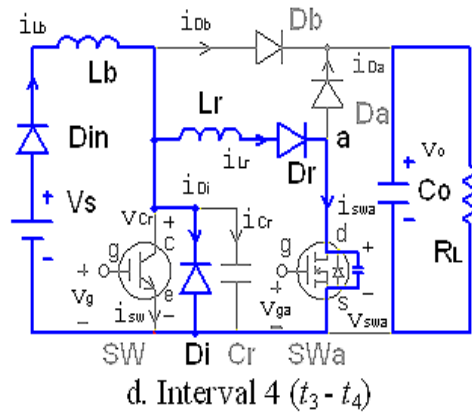 iLb
Lb
iDb
Db
iDa
Da
Din
Lr
iLr
Dr
a
Vs
+
-
iDi
iCr
vCr
+
c
g
e
+
vg
-
isw
-
iswa
d
g
s
+
vga
-
+
-
vswa
+
vo
-
Co
RL
SW
Di
Cr
SWa
d. Interval 4 (t3 - t4)